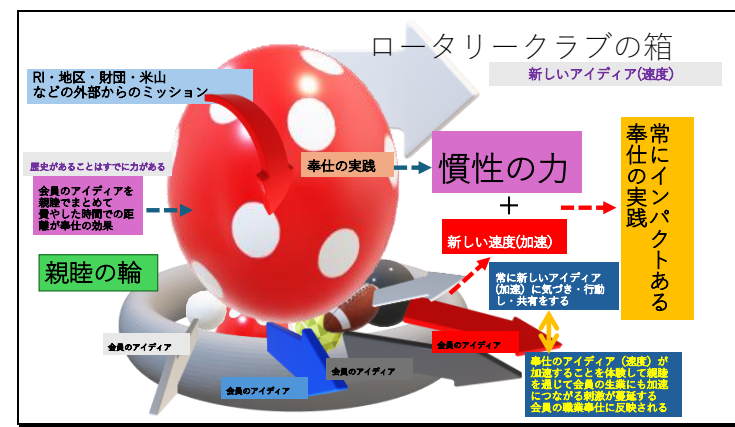 ロータリークラブの箱
新しいアイディア(速度)
RI・地区・財団・米山
などの外部からのミッション
歴史があることはすでに力がある
会員のアイディアを
親睦でまとめて
費やした時間での距
離が奉仕の効果
奉仕の実践
慣性の力
+
新しい速度(加速)
常にインパクトある
奉仕の実践
親睦の輪
常に新しいアイディア
(加速)に気づき・行動
し・共有をする
会員のアイディア
会員のアイディア
会員のアイディア
会員のアイディア
奉仕のアイディア(速度)が
加速することを体験して親睦
を通じて会員の生業にも加速
につながる刺激が蔓延する
会員の職業奉仕に反映される